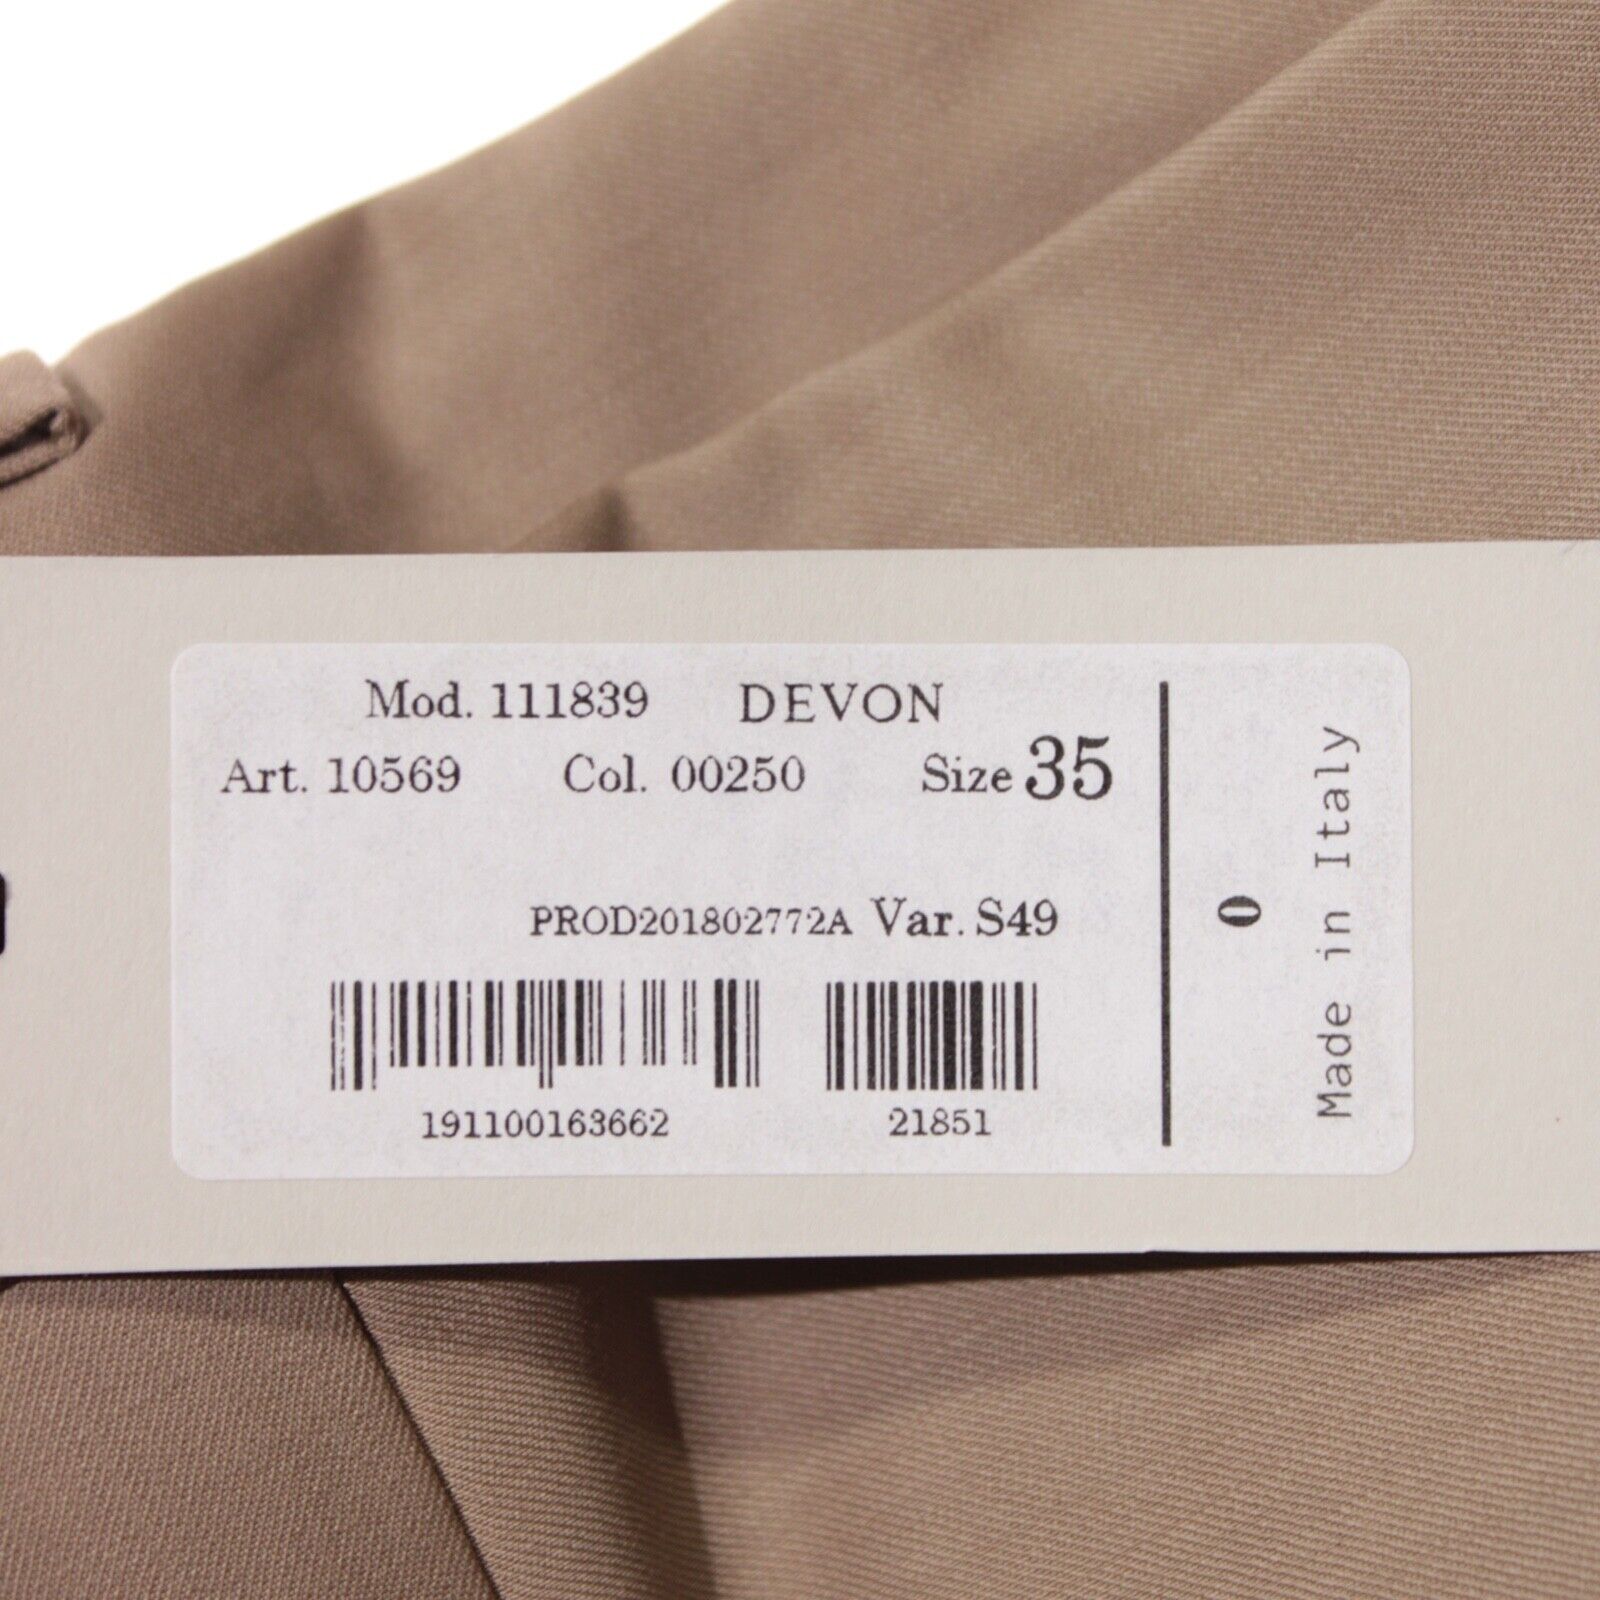 Mod. 111839 DEVON
Art. 10569 Col. 00250 Size 35
PROD201802772A Var. S49
191100163662 21851
0
Made in Italy